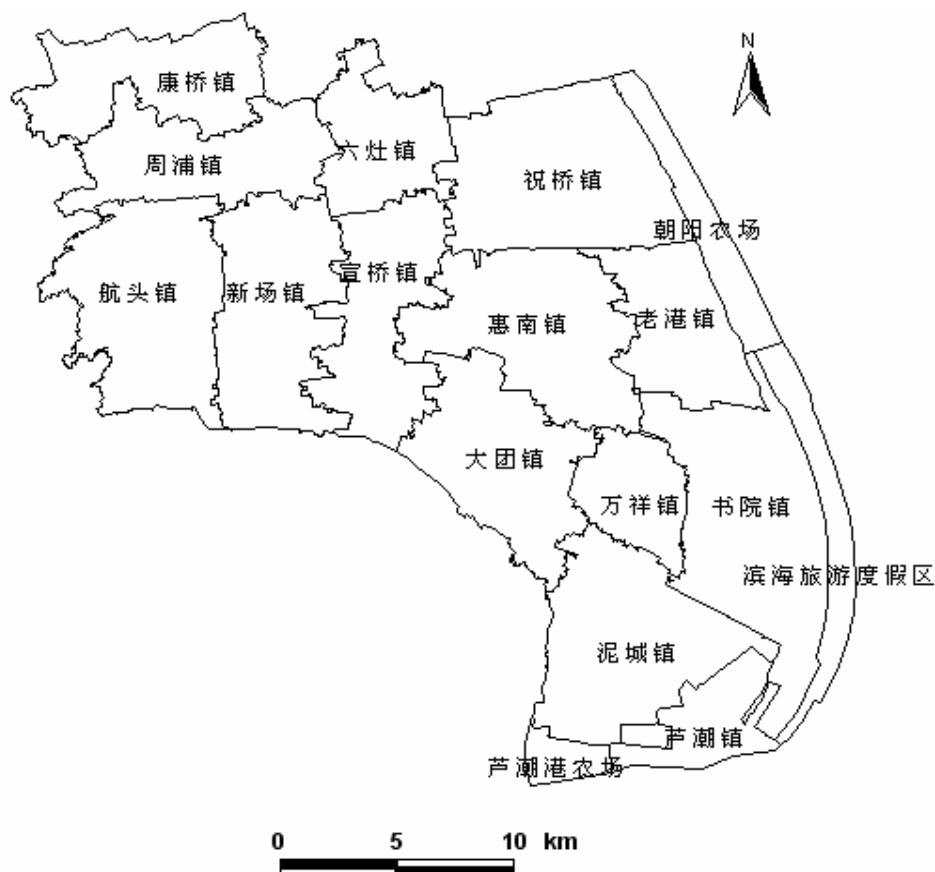 N
康桥镇
周浦镇
六灶镇
祝桥镇
朝阳农场
航头镇
新场镇
宣桥镇
惠南镇
老港镇
大团镇
万祥镇
书院镇
滨海旅游度假区
泥城镇
芦潮镇
芦潮港农场
0 5 10 km